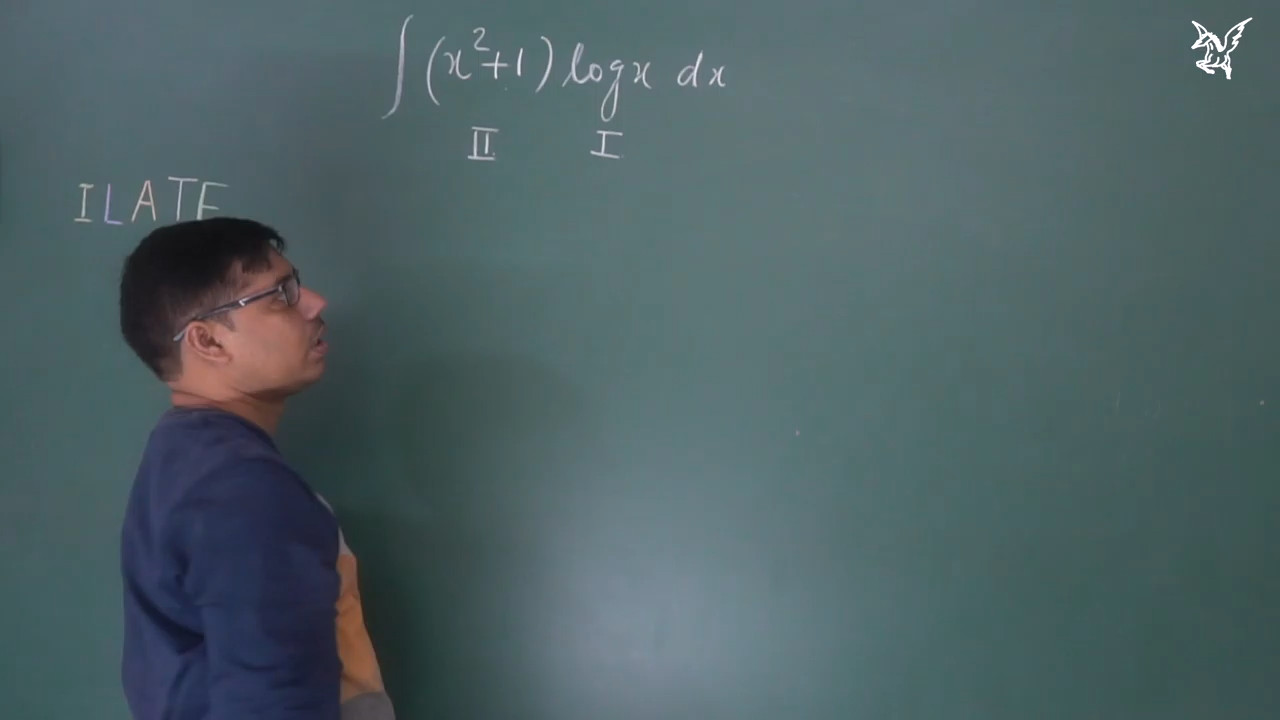 ∫(x²+1) log x dx
II I
ILATE